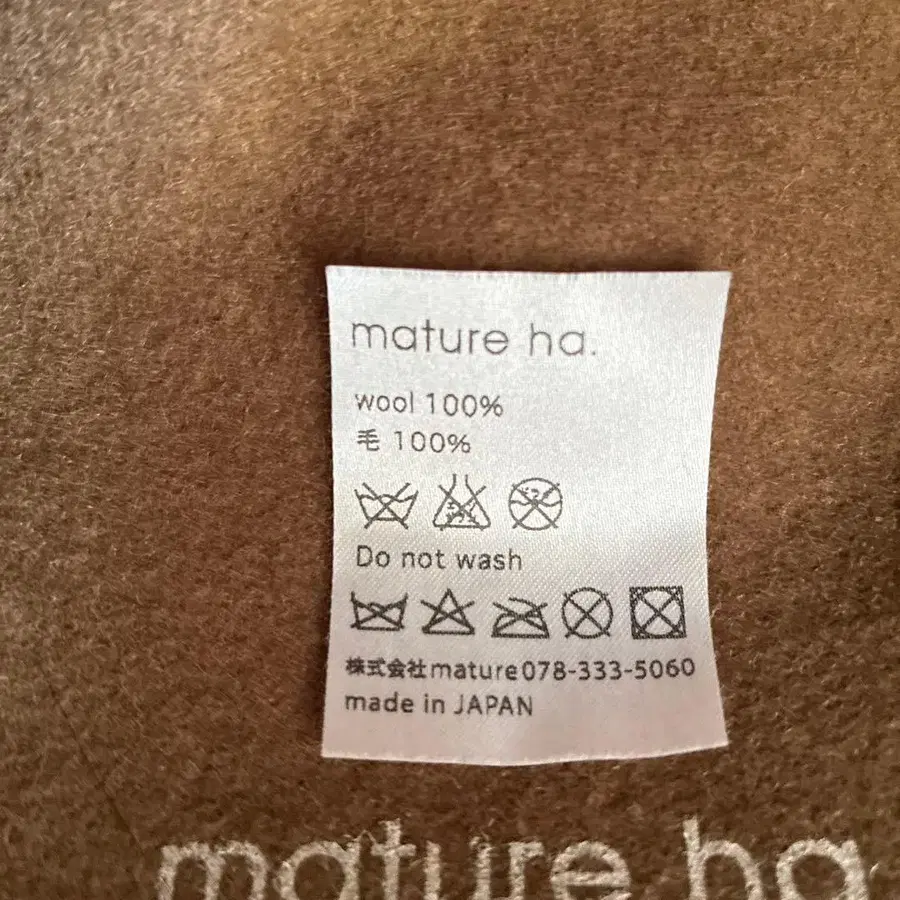 mature ha.
wool 100%
毛 100%
Do not wash
株式会社mature078-333-5060
made in JAPAN
mature ha